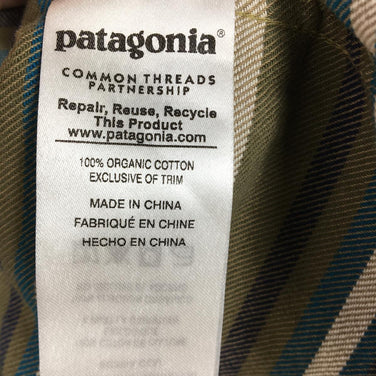 patagonia®
COMMON THREADS
PARTNERSHIP
Repair, Reuse, Recycle
This Product
www.patagonia.com
100% ORGANIC COTTON
EXCLUSIVE OF TRIM
MADE IN CHINA
FABRIQUÉ EN CHINE
HECHO EN CHINA